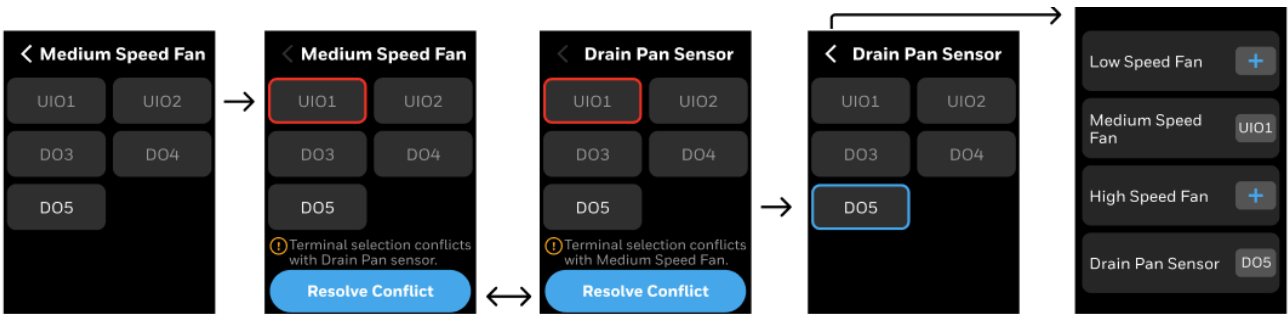 Medium Speed Fan
UIO1 UIO2
DO3 DO4
DO5
Medium Speed Fan
UIO1 UIO2
DO3 DO4
DO5
Terminal selection conflicts
with Drain Pan sensor.
Resolve Conflict
Drain Pan Sensor
UIO1 UIO2
DO3 DO4
DO5
Terminal selection conflicts
with Medium Speed Fan.
Resolve Conflict
Drain Pan Sensor
UIO1 UIO2
DO3 DO4
DO5
Low Speed Fan +
Medium Speed
Fan UIO1
High Speed Fan +
Drain Pan Sensor DO5